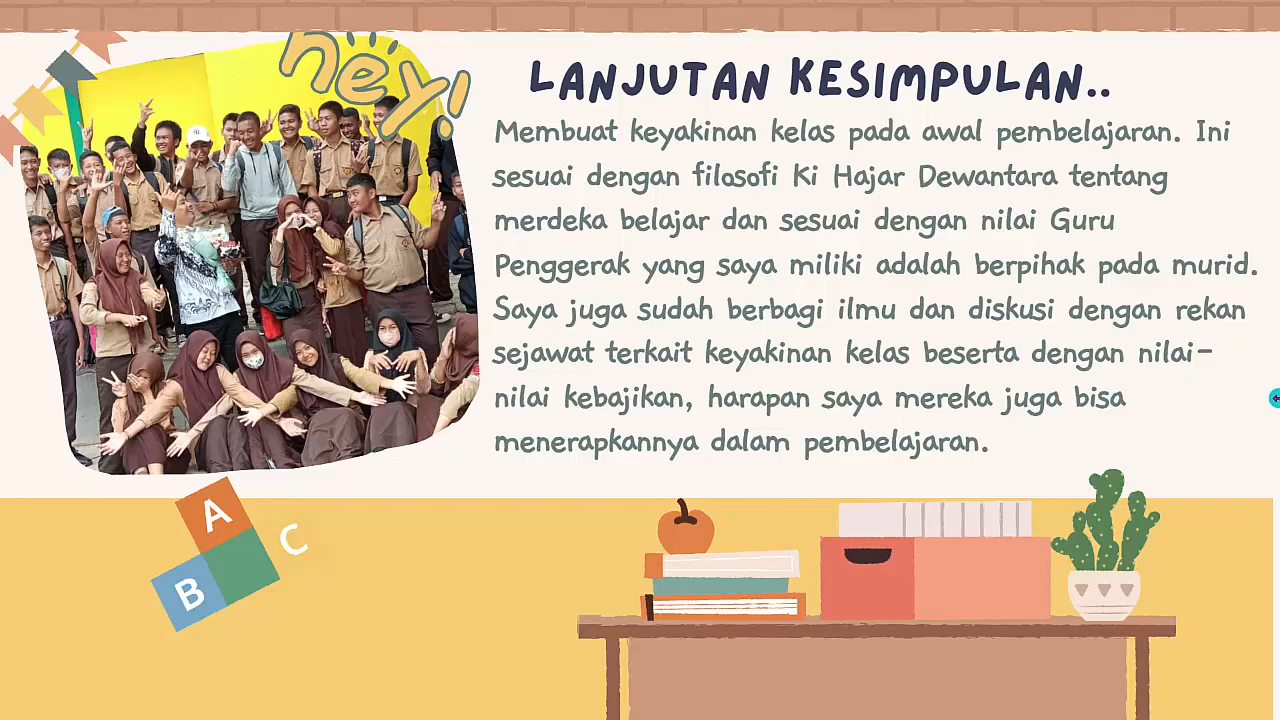 hey!
LANJUTAN KESIMPULAN..
Membuat keyakinan kelas pada awal pembelajaran. Ini
sesuai dengan filosofi Ki Hajar Dewantara tentang
merdeka belajar dan sesuai dengan nilai Guru
Penggerak yang saya miliki adalah berpihak pada murid.
Saya juga sudah berbagi ilmu dan diskusi dengan rekan
sejawat terkait keyakinan kelas beserta dengan nilai-
nilai kebajikan, harapan saya mereka juga bisa
menerapkannya dalam pembelajaran.
A
B
C